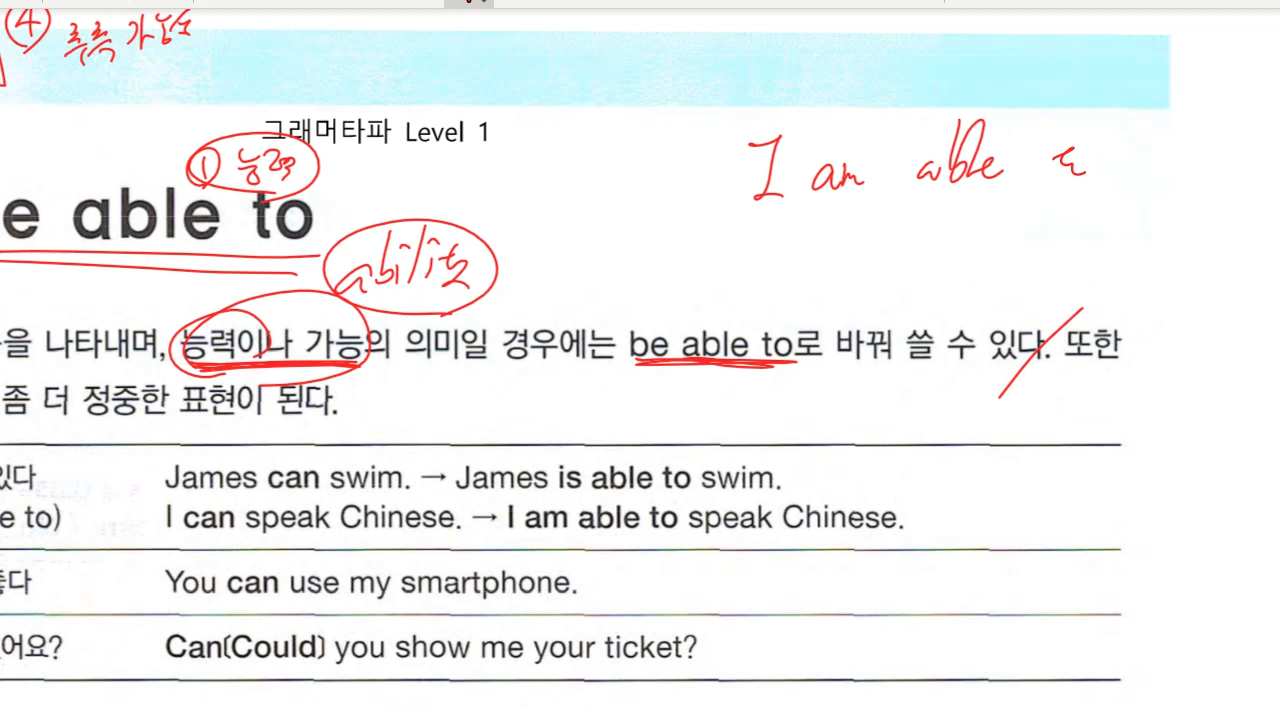 ④ 추측 가능성
그래머타파 Level 1
① 능력
I am able
e able to
ability
을 나타내며, 능력이나 가능의 의미일 경우에는 be able to로 바꿔 쓸 수 있다. 또한
좀 더 정중한 표현이 된다.
있다 James can swim. → James is able to swim.
e to) I can speak Chinese. → I am able to speak Chinese.
좋다 You can use my smartphone.
어요? Can(Could) you show me your ticket?